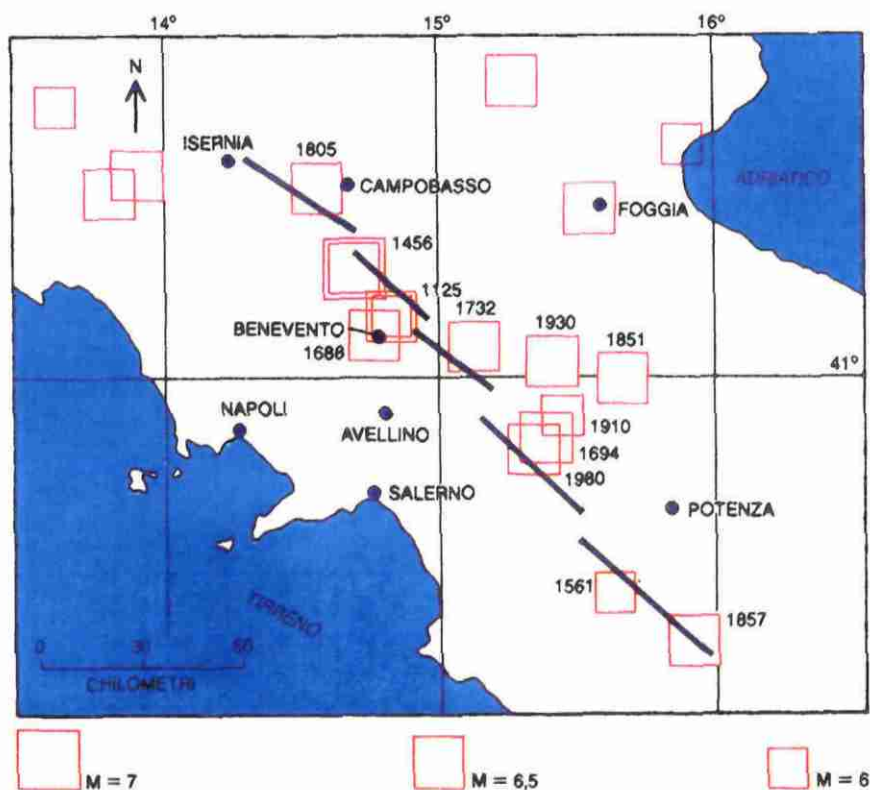 14° 15° 16°
N
ISERNIA
1805
CAMPOBASSO
ADRIATICO
FOGGIA
1456
1125
BENEVENTO
1732
1930
1851
1688
41°
NAPOLI
AVELLINO
1910
1694
1980
SALERNO
POTENZA
1561
1857
TIRRENO
0 30 60
CHILOMETRI
M = 7 M = 6,5 M = 6